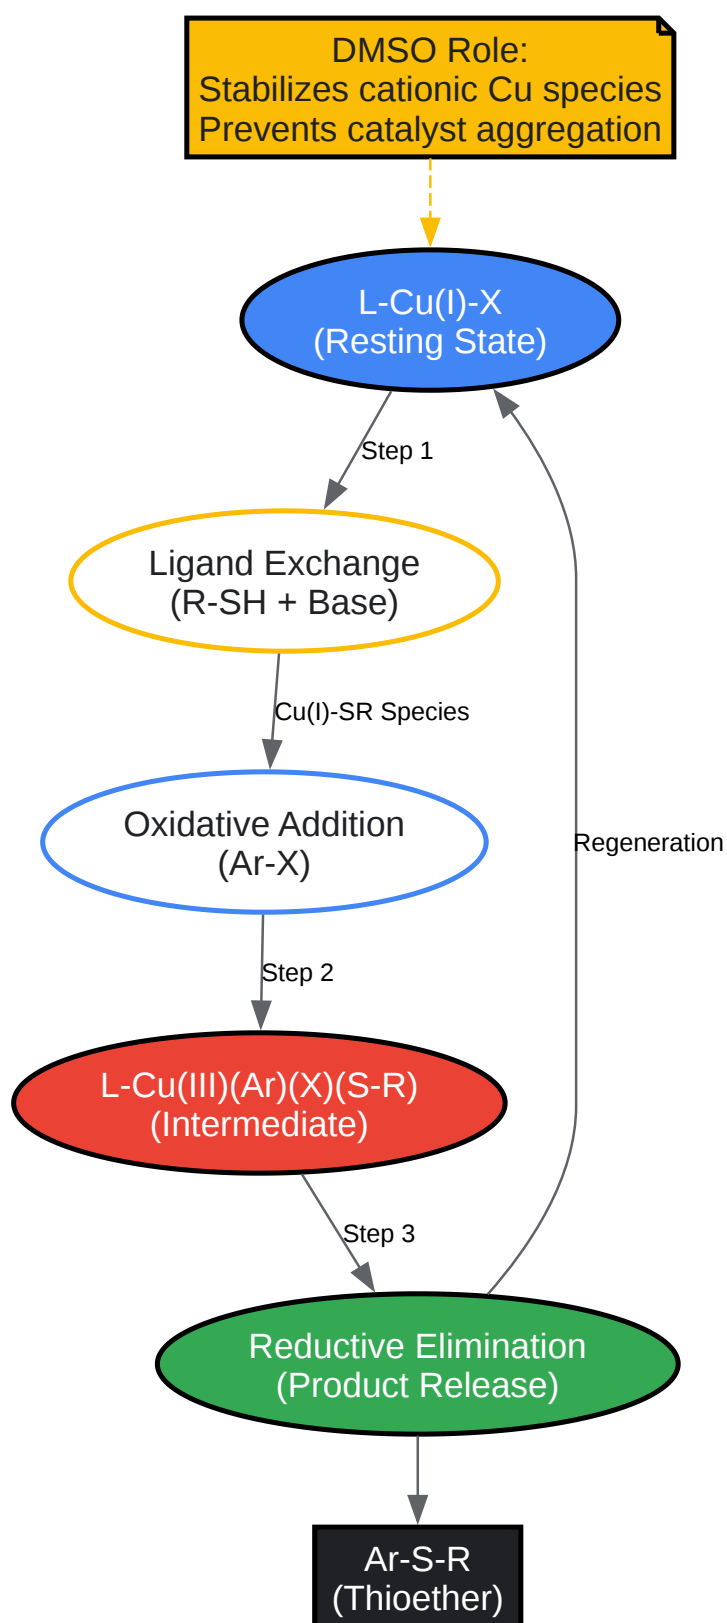 DMSO Role:
Stabilizes cationic Cu species
Prevents catalyst aggregation
L-Cu(I)-X
(Resting State)
Step 1
Ligand Exchange
(R-SH + Base)
Cu(I)-SR Species
Oxidative Addition
(Ar-X)
Regeneration
Step 2
L-Cu(III)(Ar)(X)(S-R)
(Intermediate)
Step 3
Reductive Elimination
(Product Release)
Ar-S-R
(Thioether)